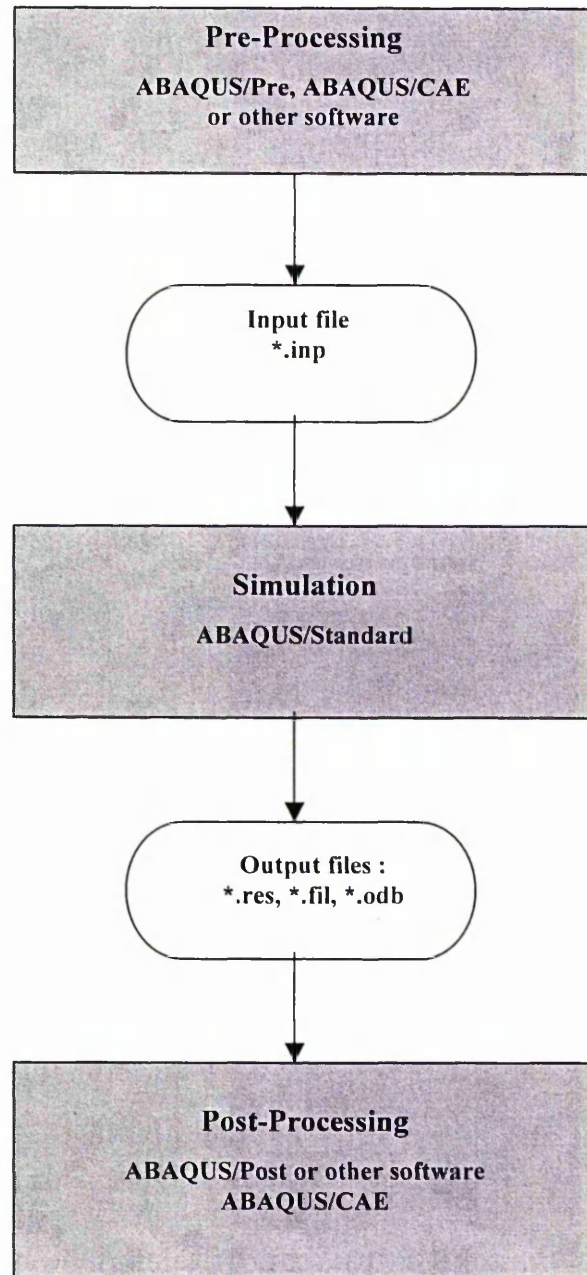 Pre-Processing
ABAQUS/Pre, ABAQUS/CAE
or other software
Input file
*.inp
Simulation
ABAQUS/Standard
Output files :
*.res, *.fil, *.odb
Post-Processing
ABAQUS/Post or other software
ABAQUS/CAE